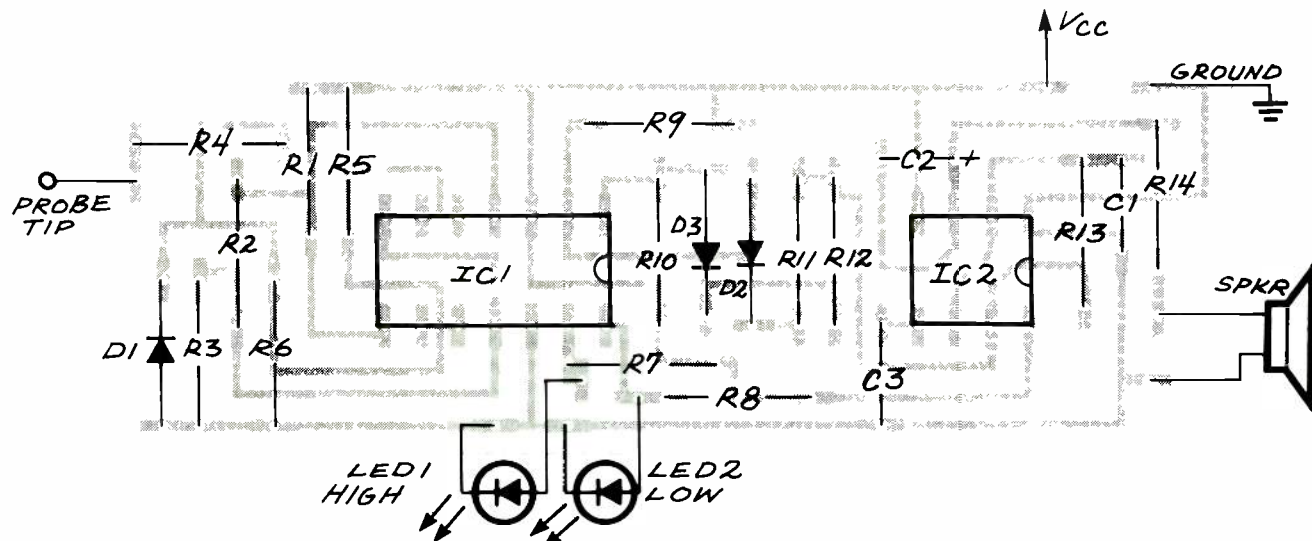 VCC
GROUND
R9
R4
C2 +
R1
R5
R14
C1
PROBE
TIP
D3
R2
R13
R10
R11
R12
IC1
IC2
D2
SPKR
D1
R3
R6
R7
C3
R8
LED1
HIGH
LED2
LOW